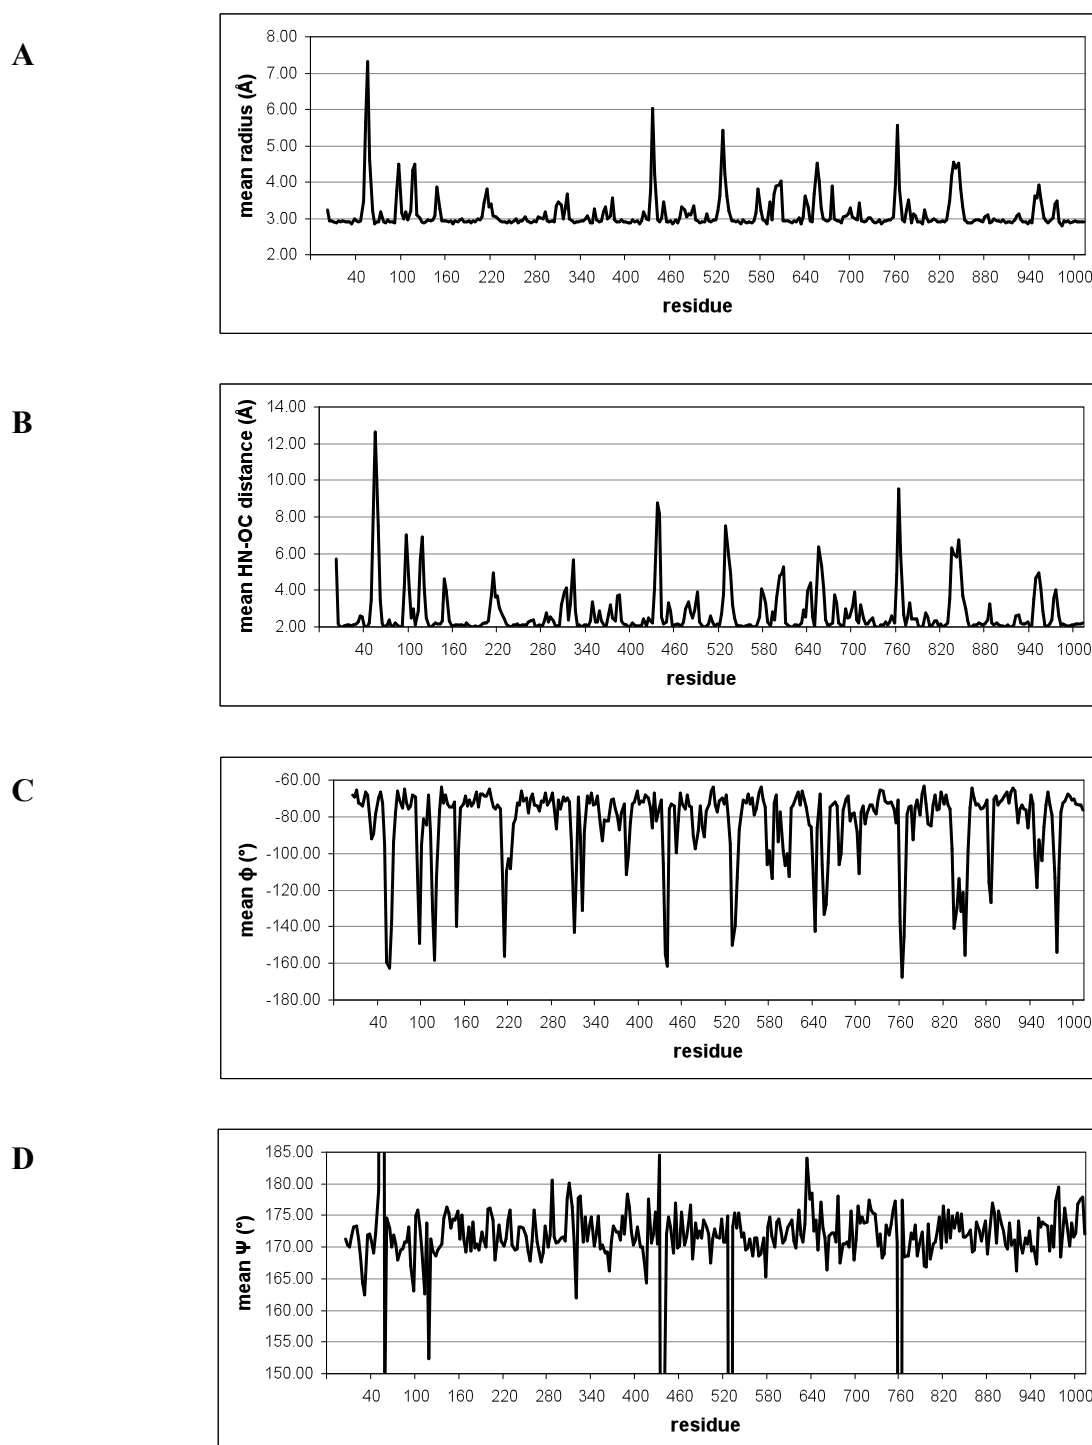 A
mean radius (Å)
8.00
7.00
6.00
5.00
4.00
3.00
2.00
40 100 160 220 280 340 400 460 520 580 640 700 760 820 880 940 1000
residue
B
mean HN-OC distance (Å)
14.00
12.00
10.00
8.00
6.00
4.00
2.00
40 100 160 220 280 340 400 460 520 580 640 700 760 820 880 940 1000
residue
C
mean ϕ (°)
-60.00
-80.00
-100.00
-120.00
-140.00
-160.00
-180.00
40 100 160 220 280 340 400 460 520 580 640 700 760 820 880 940 1000
residue
D
mean Ψ (°)
185.00
180.00
175.00
170.00
165.00
160.00
155.00
150.00
40 100 160 220 280 340 400 460 520 580 640 700 760 820 880 940 1000
residue